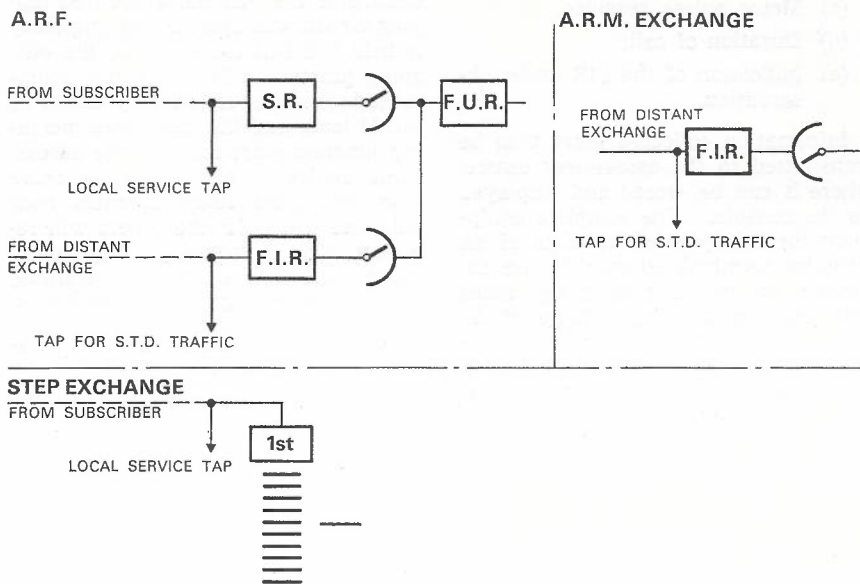 A.R.F.
FROM SUBSCRIBER
S.R.
F.U.R.
LOCAL SERVICE TAP
FROM DISTANT
EXCHANGE
F.I.R.
TAP FOR S.T.D. TRAFFIC
A.R.M. EXCHANGE
FROM DISTANT
EXCHANGE
F.I.R.
TAP FOR S.T.D. TRAFFIC
STEP EXCHANGE
FROM SUBSCRIBER
1st
LOCAL SERVICE TAP